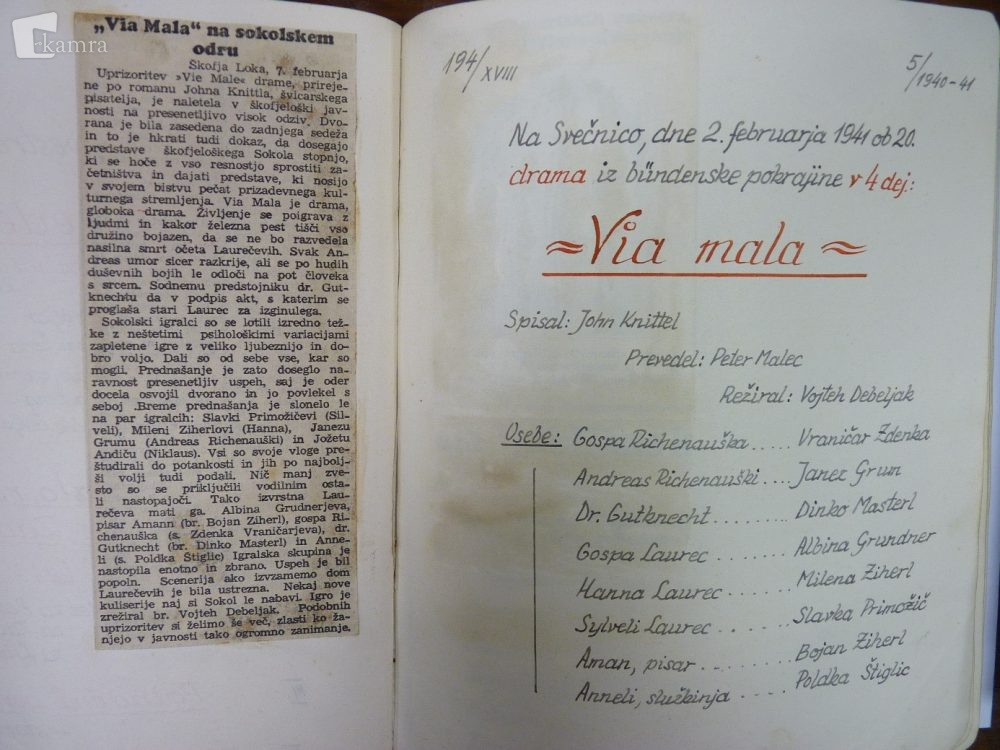 kamra
„Via Mala“ na sokolskem
odru
Škofja Loka, 7. februarja
Uprizoritev »Vie Male« drame, prireje-
ne po romanu Johna Knittla, švicarskega
pisatelja, je naletela v škofjeloški jav-
nosti na presenetljivo visok odziv. Dvo-
rana je bila zasedena do zadnjega sedeža
in to je hkrati tudi dokaz, da dosegajo
predstave škofjeloškega Sokola stopnjo,
ki se hoče z vso resnostjo sprostiti za-
četništva in dajati predstave, ki nosijo
v svojem bistvu pečat prizadevnega kul-
turnega stremljenja. Via Mala je drama,
globoka drama. Življenje se poigrava z
ljudmi in kakor železna pest tišči vso
družino bojazen, da se ne bo razvedela
nasilna smrt očeta Laurečevih. Svak An-
dreas umor sicer razkrije, ali se po hudih
duševnih bojih le odloči na pot človeka
s srcem. Sodnemu predstojniku dr. Gut-
knechtu da v podpis akt, s katerim se
proglaša stari Laurec za izginulega.
Sokolski igralci so se lotili izredno tež-
ke z neštetimi psihološkimi variacijami
zapletene igre z veliko ljubeznijo in do-
bro voljo. Dali so od sebe vse, kar so
mogli. Prednašanje je zato doseglo na-
ravnost presenetljiv uspeh, saj je oder
docela osvojil dvorano in jo povlekel s
seboj .Breme prednašanja je slonelo le
na par igralcih: Slavki Primožičevi (Sil-
veli), Mileni Ziherlovi (Hanna), Janezu
Grumu (Andreas Richenauški) in Jožetu
Andiču (Niklaus). Vsi so svoje vloge pre-
študirali do potankosti in jih po najbolj-
ši volji tudi podali. Nič manj zve-
sto so se priključili vodilnim osta-
li nastopajoči. Tako izvrstna Lau-
rečeva mati ga. Albina Grudnerjeva,
pisar Amann (br. Bojan Ziherl), gospa Ri-
chenauška (s. Zdenka Vraničarjeva), dr.
Gutknecht (br. Dinko Masterl) in Anne-
li (s. Poldka Štiglic) Igralska skupina je
nastopila enotno in zbrano. Uspeh je bil
popoln. Scenerija ako izvzamemo dom
Laurečevih je bila ustrezna. Nekaj nove
kuliserije naj si Sokol le nabavi. Igro je
zrežiral br. Vojteh Debeljak. Podobnih
uprizoritev si želimo še več, zlasti ko ža-
njejo v javnosti tako ogromno zanimanje.
194/XVIII
5/1940-41
Na Svečnico, dne 2. februarja 1941 ob 20.
drama iz bündenske pokrajine v 4 dej.:
≈Via mala≈
Spisal: John Knittel
Prevedel: Peter Malec
Režiral: Vojteh Debeljak
Osebe: Gospa Richenauška ..... Vraničar Zdenka
Andreas Richenauški .... Janez Grum
Dr. Gutknecht ........ Dinko Masterl
Gospa Laurec ....... Albina Grundner
Hanna Laurec ...... Milena Ziherl
Sylveli Laurec ...... Slavka Primožič
Aman, pisar ........ Bojan Ziherl
Anneli, služkinja ..... Poldka Štiglic